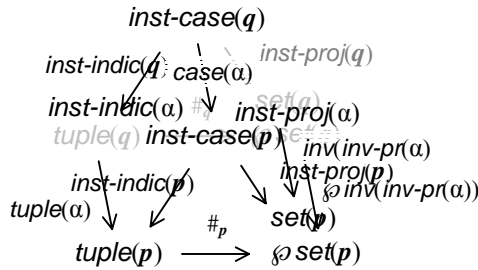 inst-case(q)
inst-proj(q)
inst-indic(q)
case(α)
inst-indic(α)
#q
set(q)
inst-proj(α)
tuple(q)
inst-case(p)
℘set(q)
inv(inv-pr(α)
inst-proj(p)
inst-indic(p)
℘inv(inv-pr(α))
tuple(α)
set(p)
#p
tuple(p)
℘set(p)